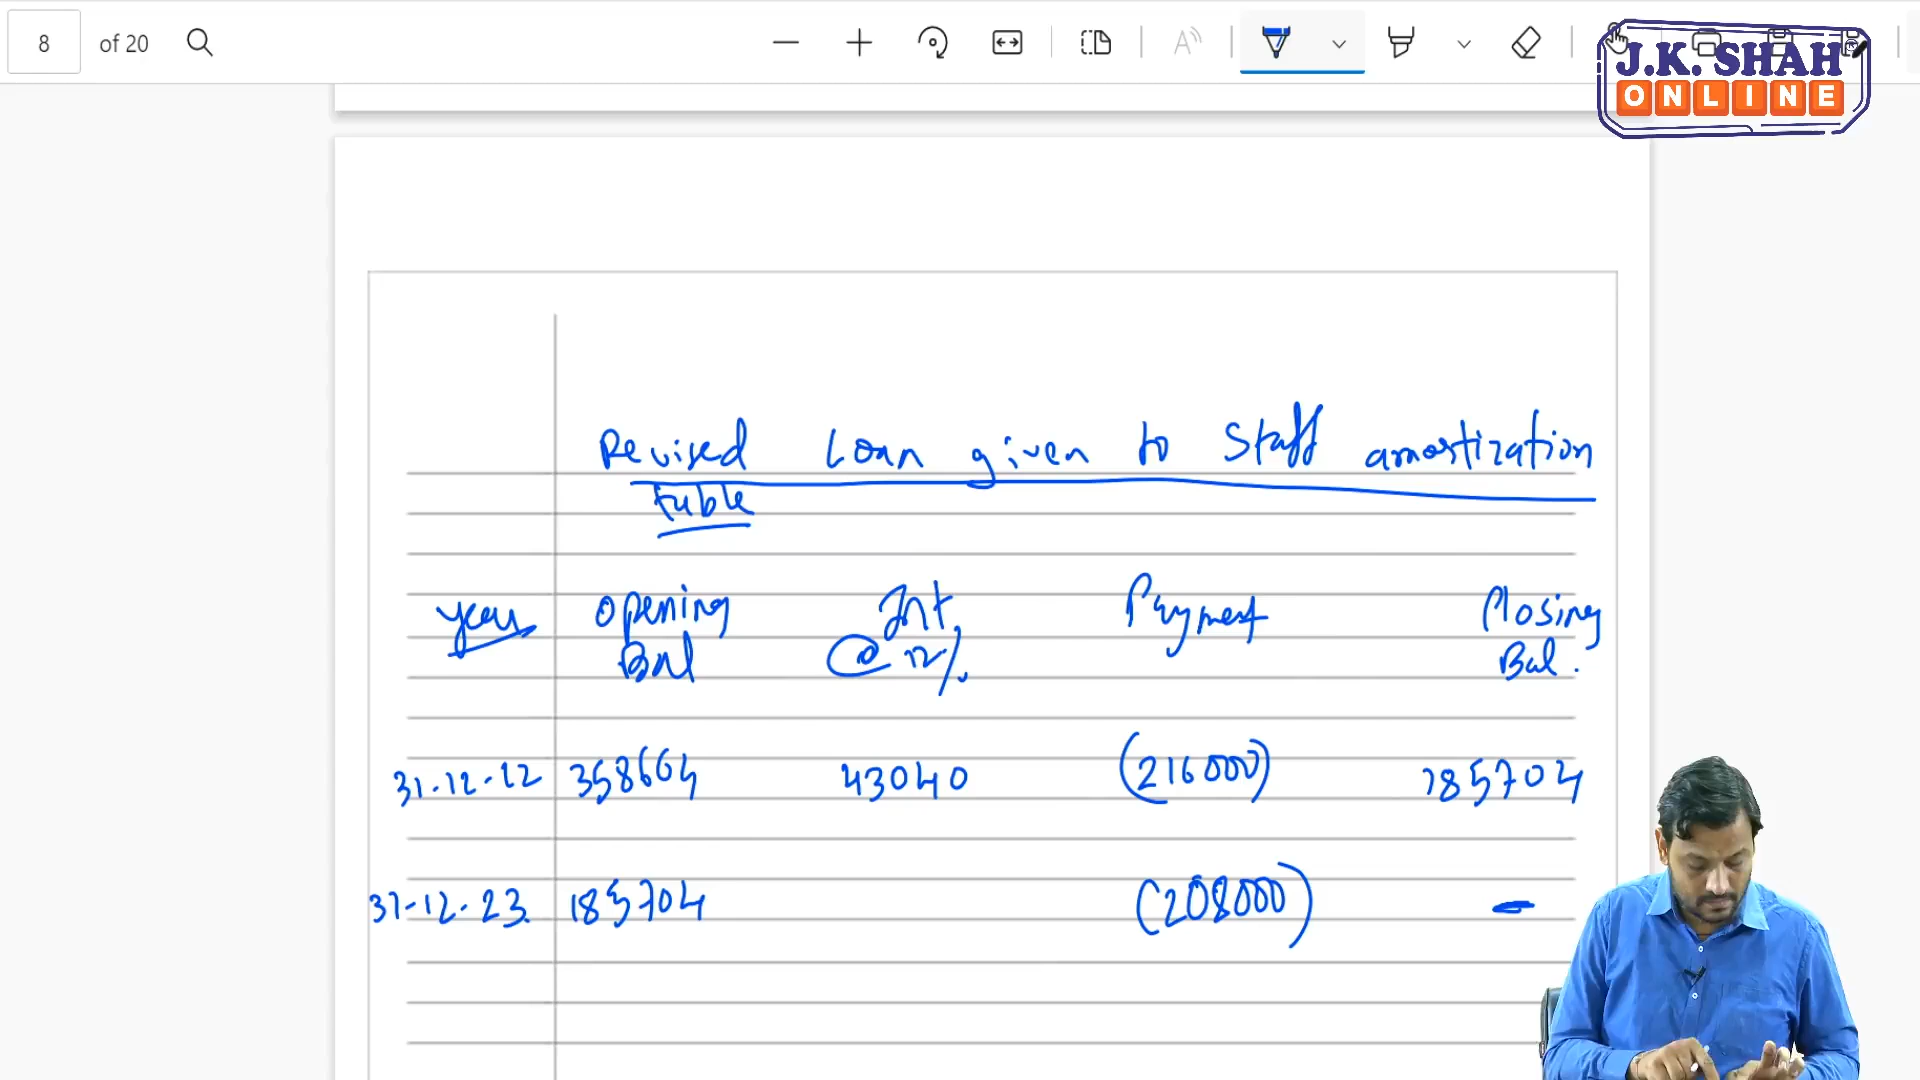 8 of 20
J.K. SHAH
ONLINE
Revised Loan given to Staff amortization
table
year Opening Bal Int. @ 12% Payment Closing Bal.
31-12-22 358664 43040 (216000) 185704
31-12-23. 185704 (208000) -